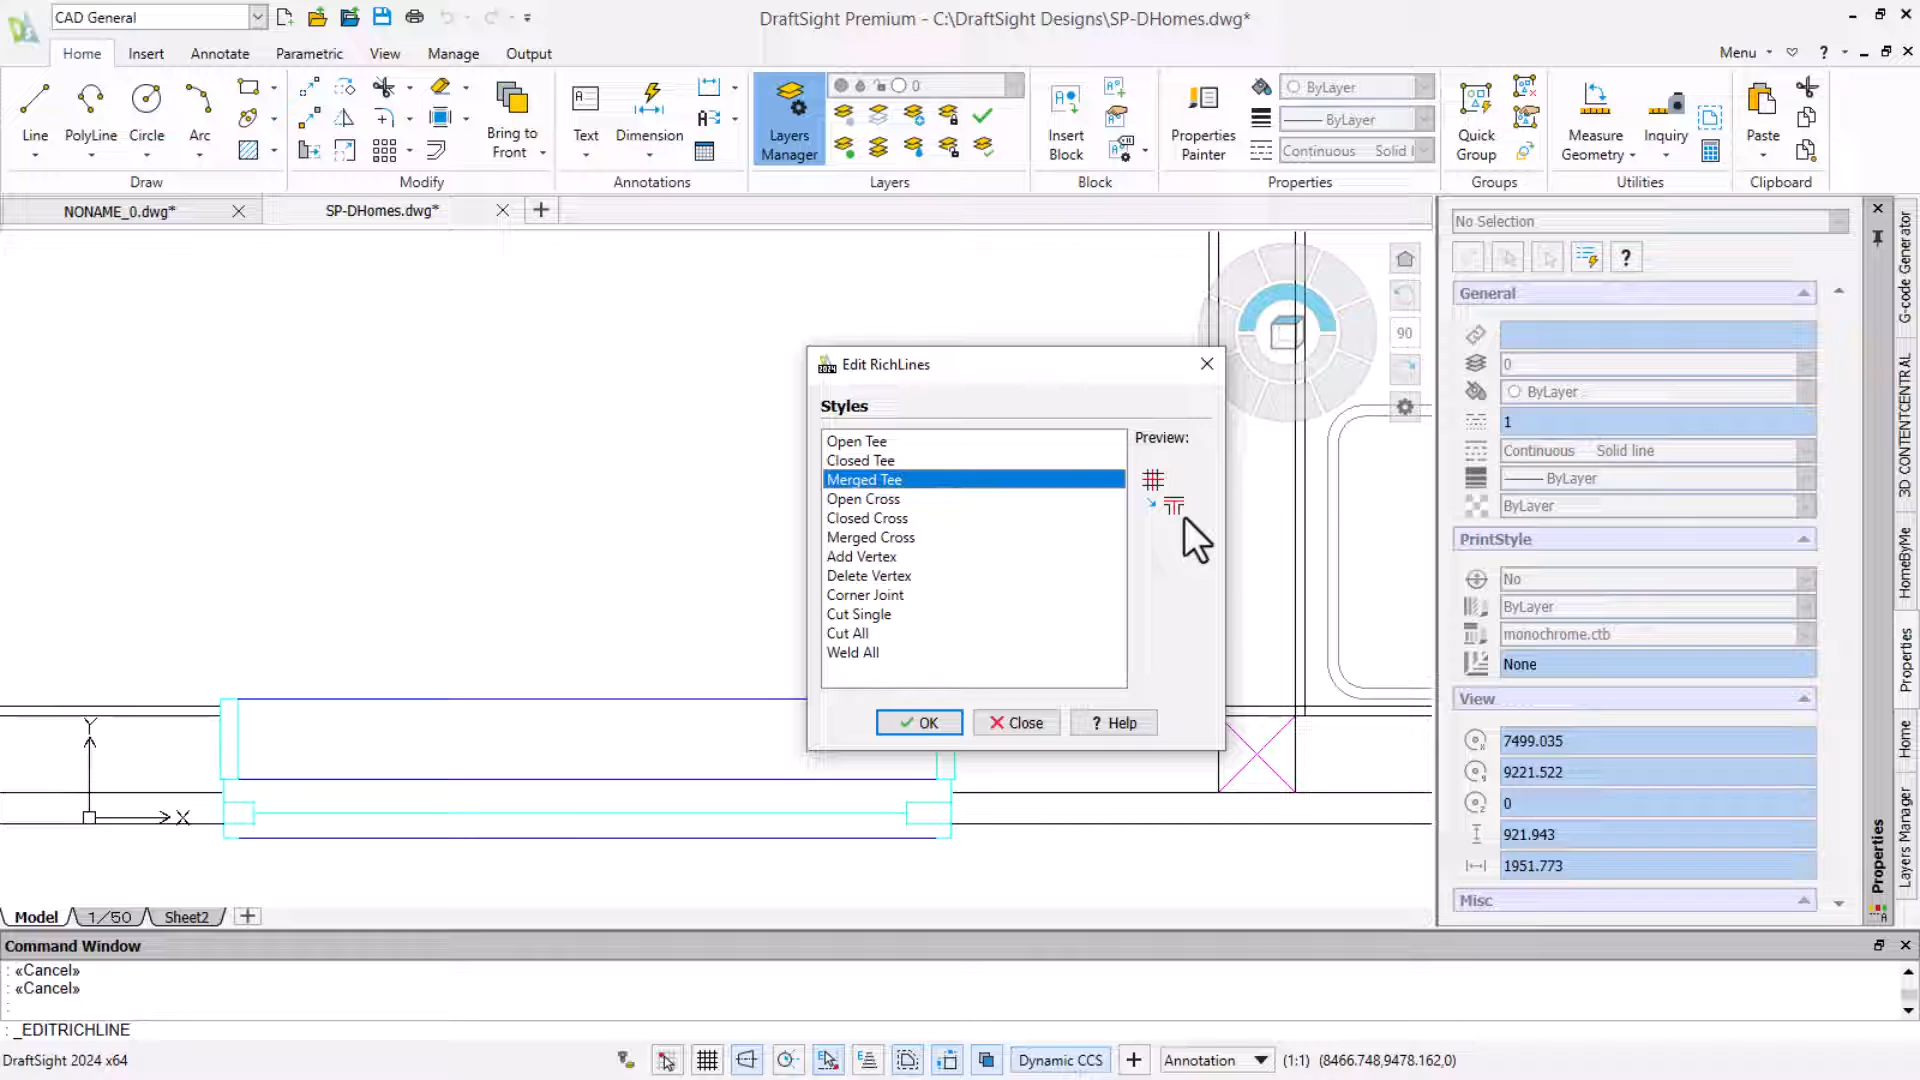 CAD General
DraftSight Premium - C:\DraftSight Designs\SP-DHomes.dwg*
Home Insert Annotate Parametric View Manage Output
Menu ?
Line PolyLine Circle Arc
Draw
Bring to Front
Modify
Text Dimension
Annotations
Layers Manager
0
Layers
Insert Block
Block
Properties Painter
ByLayer
ByLayer
Continuous Solid l
Properties
Quick Group
Groups
Measure Geometry
Inquiry
Utilities
Paste
Clipboard
NONAME_0.dwg*
SP-DHomes.dwg*
90
Edit RichLines
Styles
Open Tee
Closed Tee
Merged Tee
Open Cross
Closed Cross
Merged Cross
Add Vertex
Delete Vertex
Corner Joint
Cut Single
Cut All
Weld All
Preview:
OK
Close
? Help
Y
X
No Selection
?
General
0
ByLayer
1
Continuous Solid line
ByLayer
ByLayer
PrintStyle
No
ByLayer
monochrome.ctb
None
View
7499.035
9221.522
0
921.943
1951.773
Misc
Properties
G-code Generator
3D CONTENTCENTRAL
HomeByMe
Properties
Home
Layers Manager
Model
1/50
Sheet2
Command Window
: «Cancel»
: «Cancel»
:
: _EDITRICHLINE
DraftSight 2024 x64
Dynamic CCS
Annotation
(1:1)
(8466.748,9478.162,0)